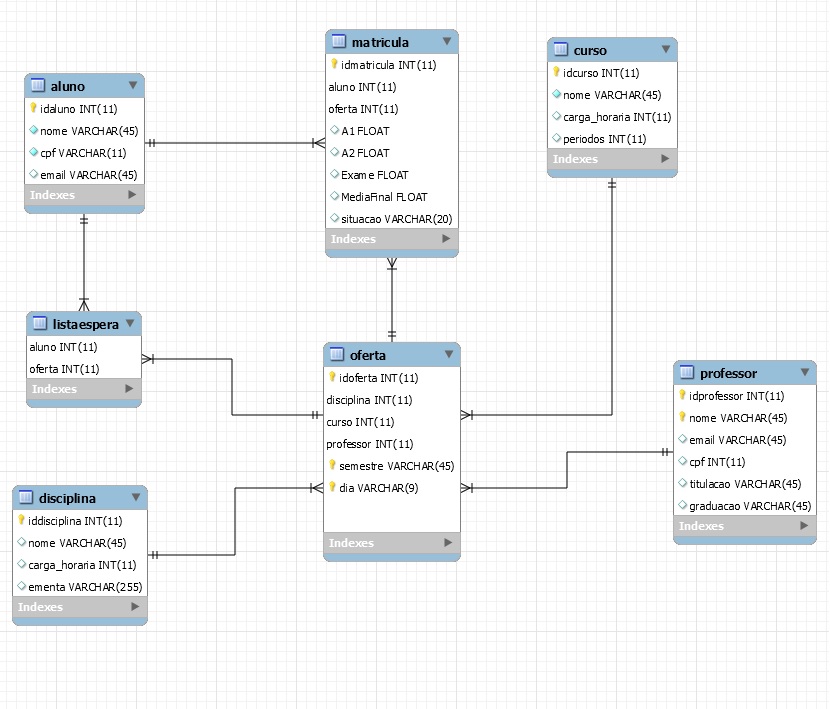 matricula
idmatricula INT(11)
aluno INT(11)
oferta INT(11)
A1 FLOAT
A2 FLOAT
Exame FLOAT
MediaFinal FLOAT
situacao VARCHAR(20)
Indexes
curso
idcurso INT(11)
nome VARCHAR(45)
carga_horaria INT(11)
periodos INT(11)
Indexes
aluno
idaluno INT(11)
nome VARCHAR(45)
cpf VARCHAR(11)
email VARCHAR(45)
Indexes
listaespera
aluno INT(11)
oferta INT(11)
Indexes
oferta
idoferta INT(11)
disciplina INT(11)
curso INT(11)
professor INT(11)
semestre VARCHAR(45)
dia VARCHAR(9)
Indexes
professor
idprofessor INT(11)
nome VARCHAR(45)
email VARCHAR(45)
cpf INT(11)
titulacao VARCHAR(45)
graduacao VARCHAR(45)
Indexes
disciplina
iddisciplina INT(11)
nome VARCHAR(45)
carga_horaria INT(11)
ementa VARCHAR(255)
Indexes